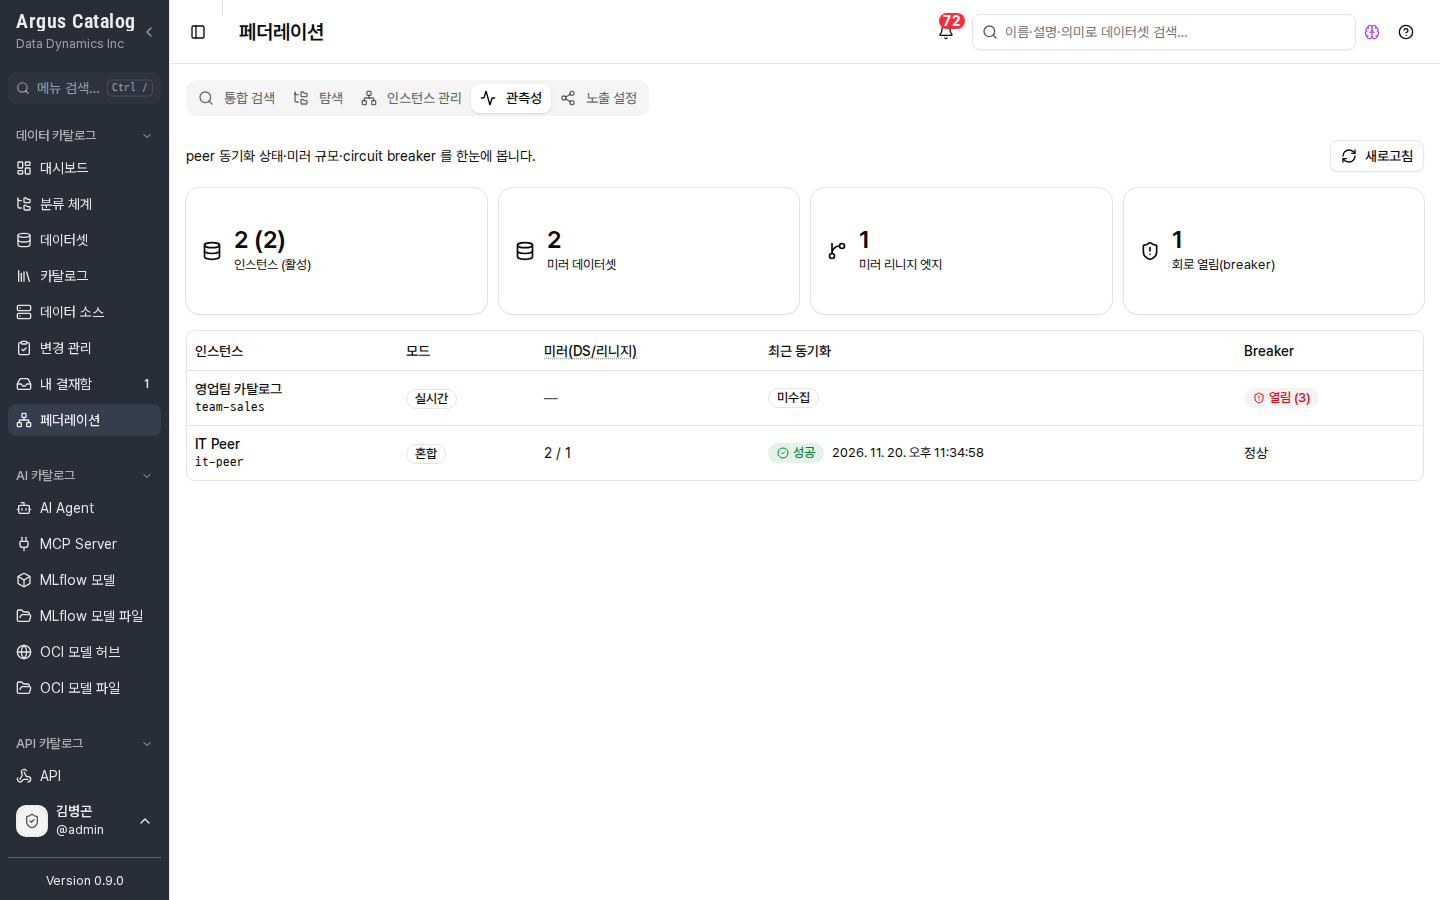 Argus Catalog
Data Dynamics Inc
메뉴 검색... Ctrl /
데이터 카탈로그
대시보드
분류 체계
데이터셋
카탈로그
데이터 소스
변경 관리
내 결재함 1
페더레이션
AI 카탈로그
AI Agent
MCP Server
MLflow 모델
MLflow 모델 파일
OCI 모델 허브
OCI 모델 파일
API 카탈로그
API
김병곤
@admin
Version 0.9.0
페더레이션
72
이름·설명·의미로 데이터셋 검색...
통합 검색 탐색 인스턴스 관리 관측성 노출 설정
peer 동기화 상태·미러 규모·circuit breaker 를 한눈에 봅니다.
새로고침
2 (2)
인스턴스 (활성)
2
미러 데이터셋
1
미러 리니지 엣지
1
회로 열림(breaker)
인스턴스 모드 미러(DS/리니지) 최근 동기화 Breaker
영업팀 카탈로그
team-sales
실시간 — 미수집 열림 (3)
IT Peer
it-peer
혼합 2 / 1 성공 2026. 11. 20. 오후 11:34:58 정상